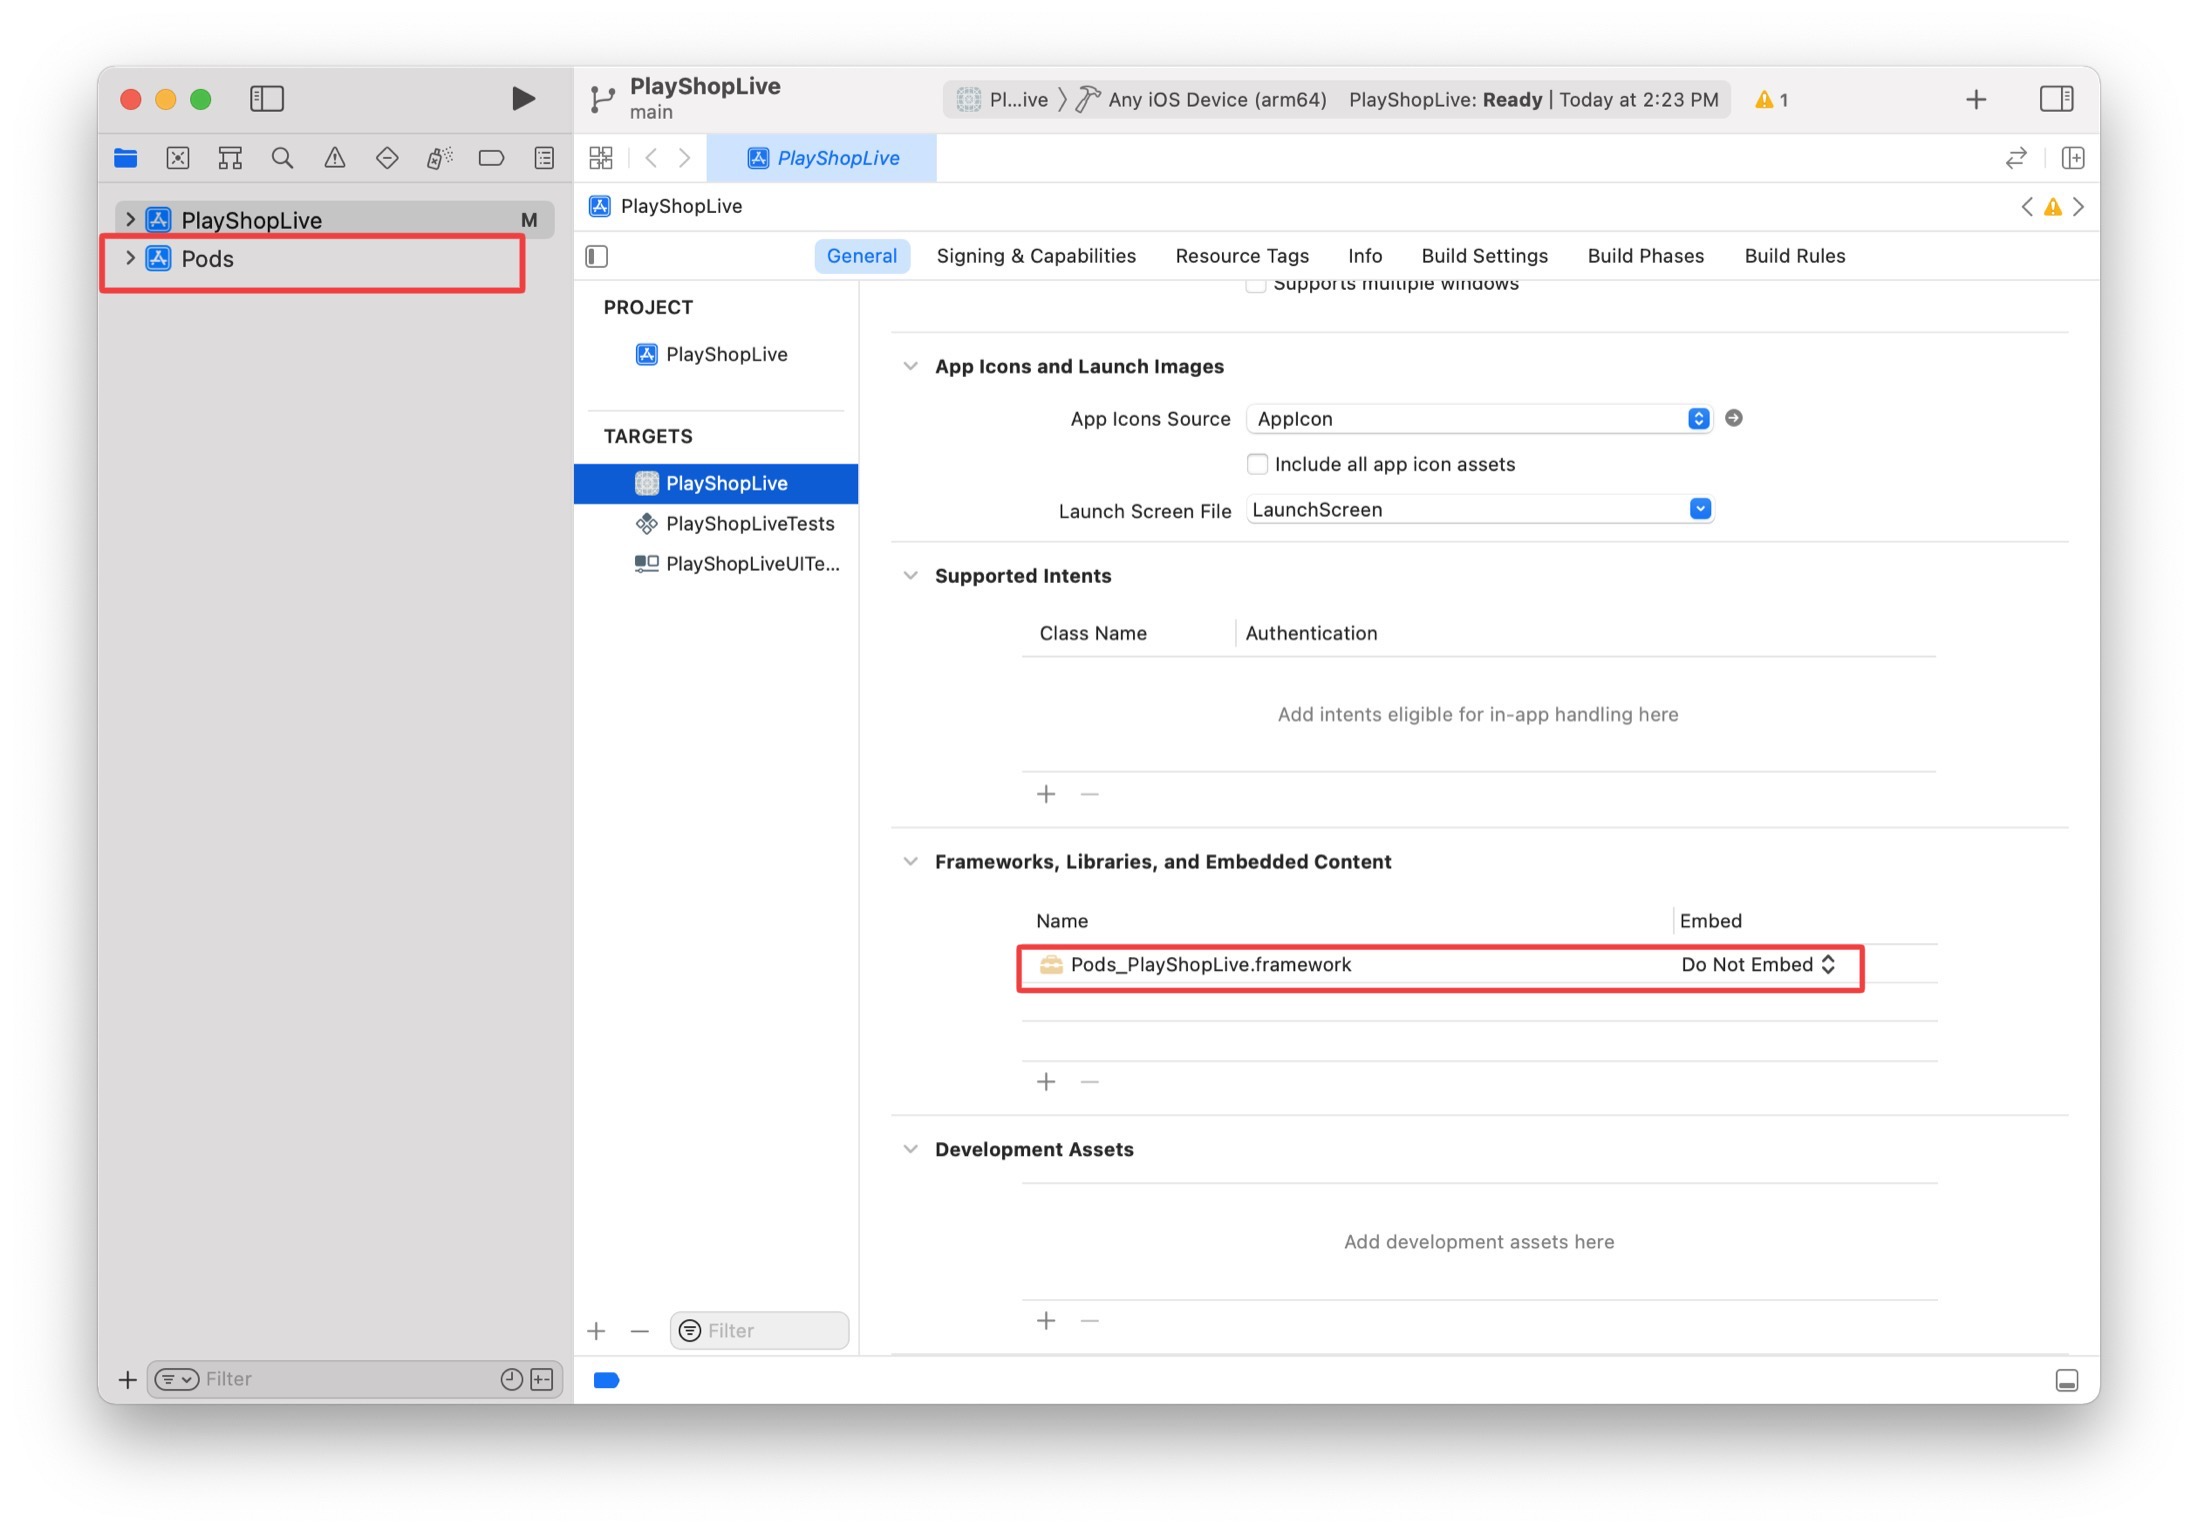 PlayShopLive
main
Pl...ive
Any iOS Device (arm64)
PlayShopLive: Ready | Today at 2:23 PM
1
PlayShopLive
PlayShopLive M
Pods
PlayShopLive
General
Signing & Capabilities
Resource Tags
Info
Build Settings
Build Phases
Build Rules
PROJECT
PlayShopLive
TARGETS
PlayShopLive
PlayShopLiveTests
PlayShopLiveUITe...
Filter
Supports multiple windows
App Icons and Launch Images
App Icons Source AppIcon
Include all app icon assets
Launch Screen File LaunchScreen
Supported Intents
Class Name Authentication
Add intents eligible for in-app handling here
Frameworks, Libraries, and Embedded Content
Name Embed
Pods_PlayShopLive.framework Do Not Embed
Development Assets
Add development assets here
Filter